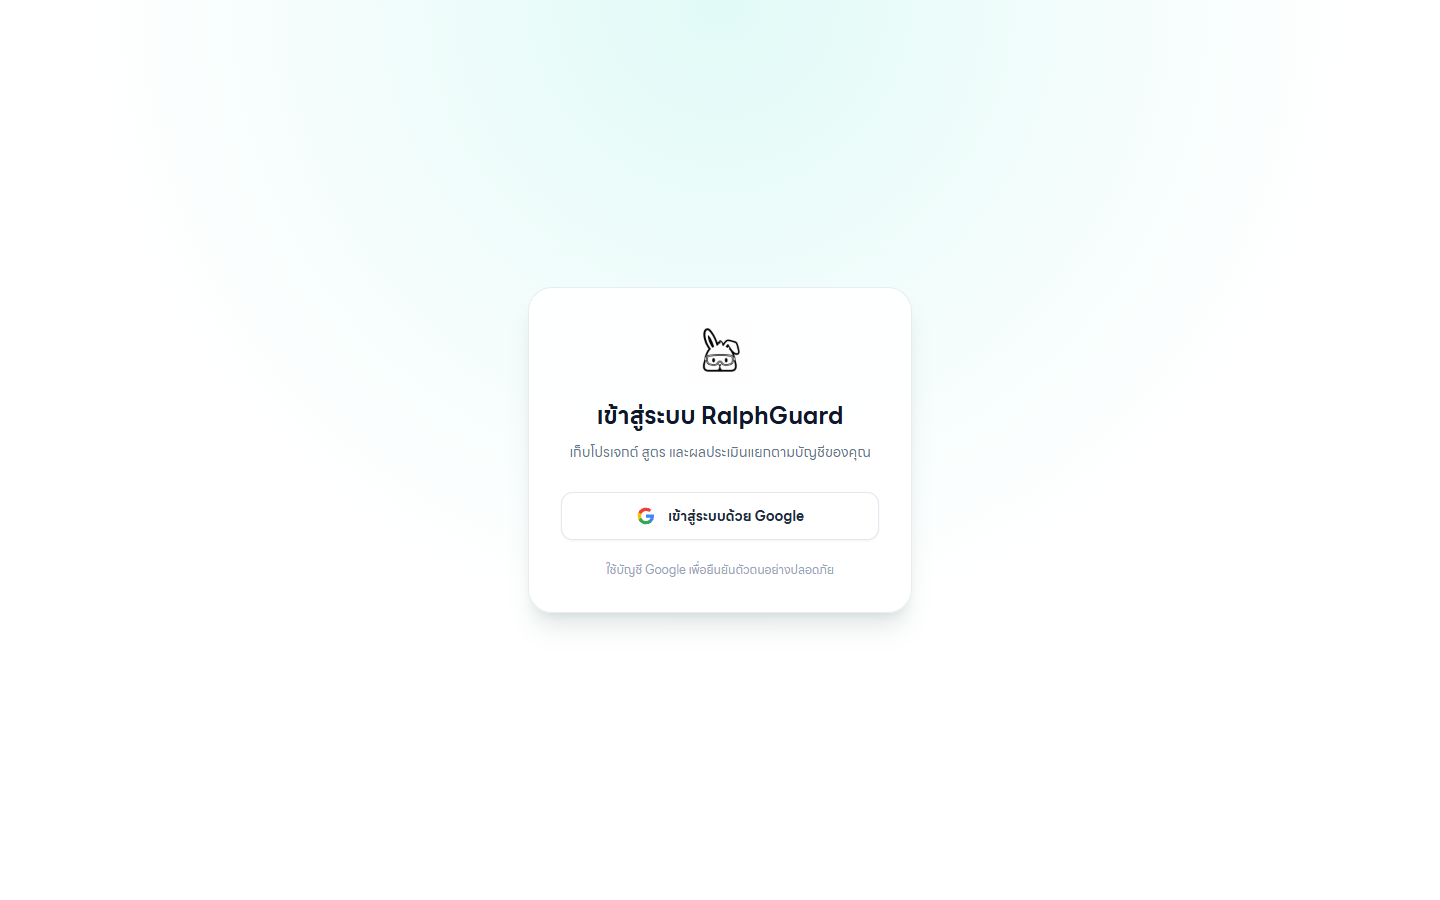 เข้าสู่ระบบ RalphGuard
เก็บโปรเจกต์ สูตร และผลประเมินแยกตามบัญชีของคุณ
เข้าสู่ระบบด้วย Google
ใช้บัญชี Google เพื่อยืนยันตัวตนอย่างปลอดภัย